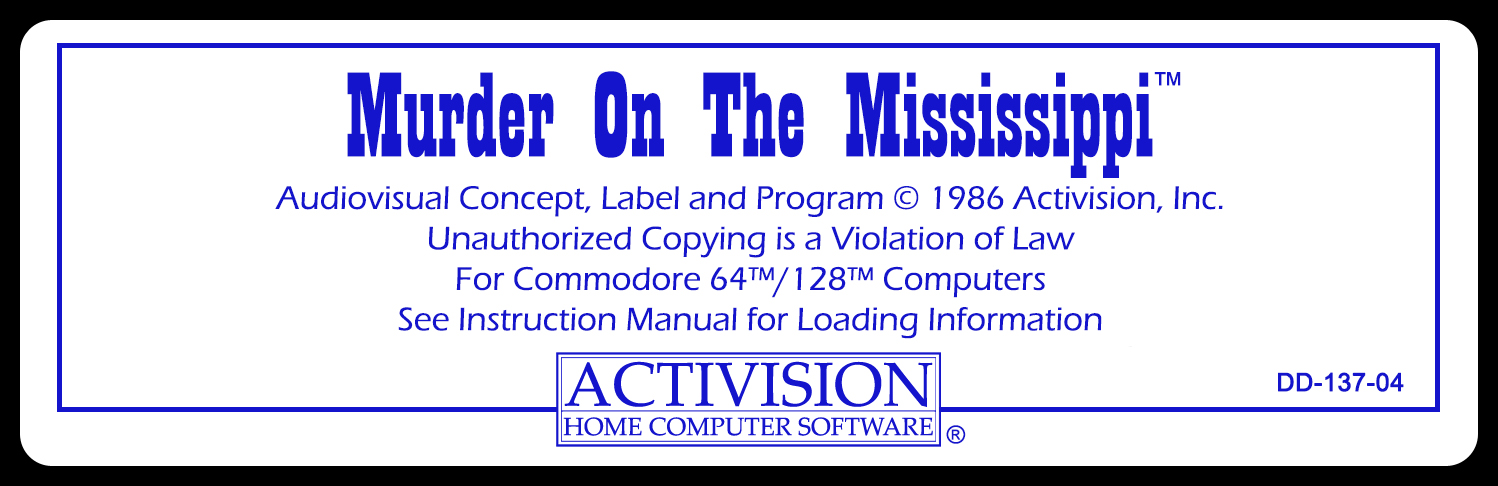 Murder On The Mississippi™
Audiovisual Concept, Label and Program © 1986 Activision, Inc.
Unauthorized Copying is a Violation of Law
For Commodore 64™/128™ Computers
See Instruction Manual for Loading Information
DD-137-04
ACTIVISION
HOME COMPUTER SOFTWARE ®